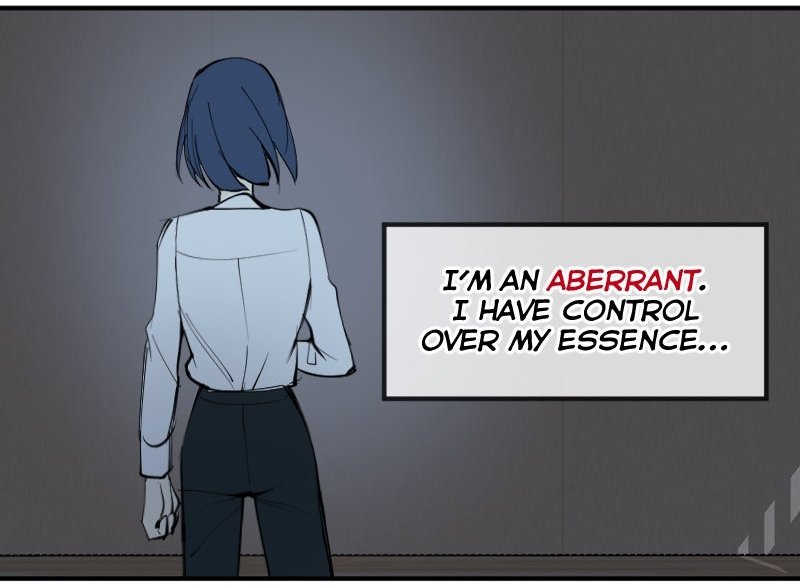 I'M AN ABERRANT.
I HAVE CONTROL
OVER MY ESSENCE...